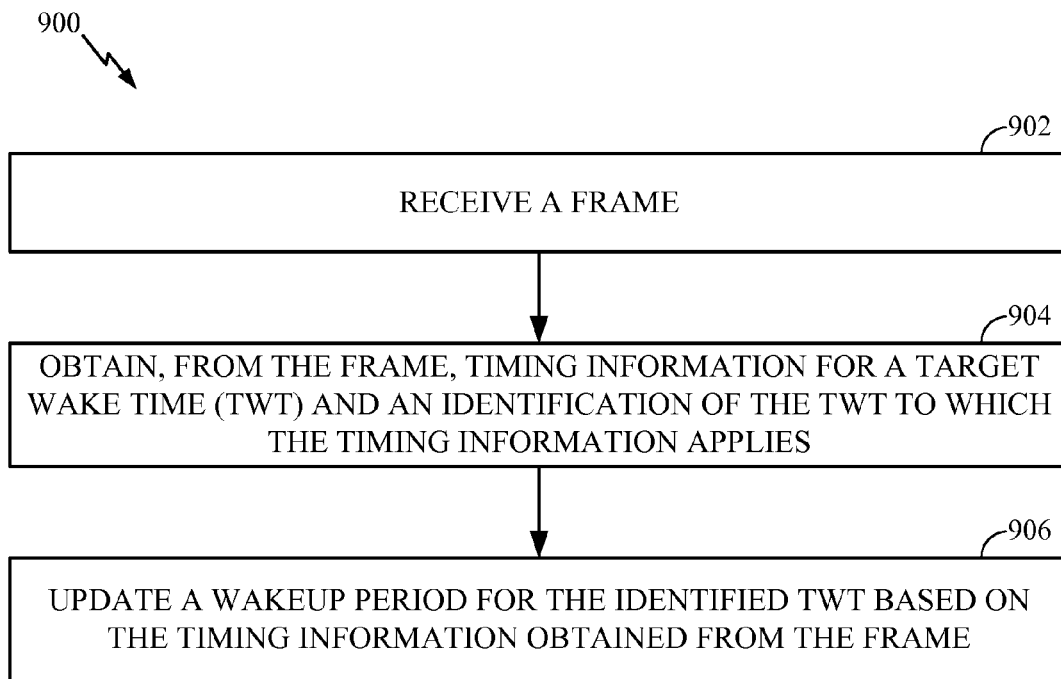 900
902
RECEIVE A FRAME
904
OBTAIN, FROM THE FRAME, TIMING INFORMATION FOR A TARGET
WAKE TIME (TWT) AND AN IDENTIFICATION OF THE TWT TO WHICH
THE TIMING INFORMATION APPLIES
906
UPDATE A WAKEUP PERIOD FOR THE IDENTIFIED TWT BASED ON
THE TIMING INFORMATION OBTAINED FROM THE FRAME